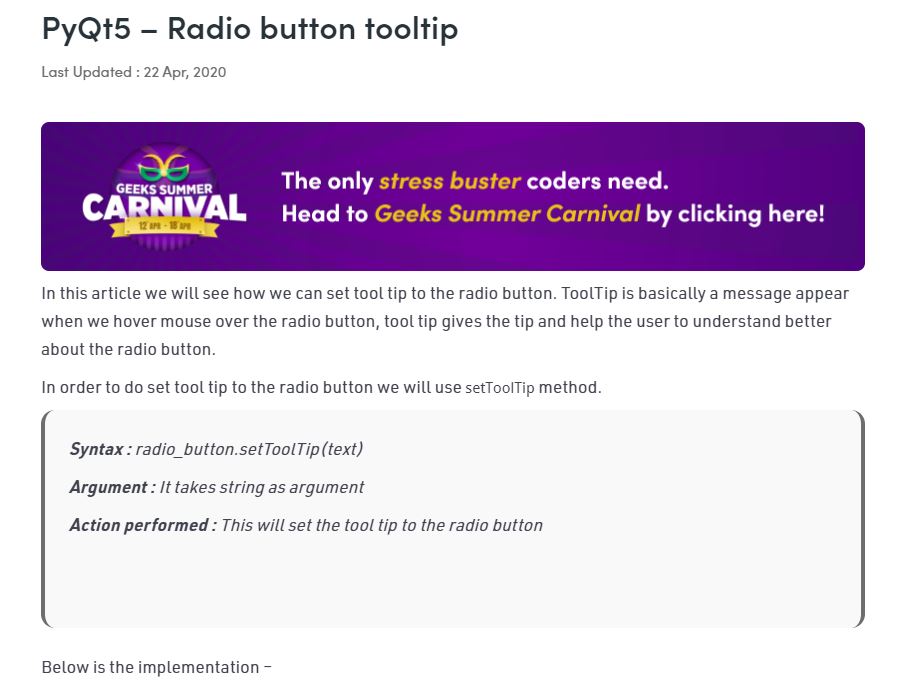 PyQt5 – Radio button tooltip
Last Updated : 22 Apr, 2020
GEEKS SUMMER
CARNIVAL
12 APR - 18 APR
The only stress buster coders need.
Head to Geeks Summer Carnival by clicking here!
In this article we will see how we can set tool tip to the radio button. ToolTip is basically a message appear
when we hover mouse over the radio button, tool tip gives the tip and help the user to understand better
about the radio button.
In order to do set tool tip to the radio button we will use setToolTip method.
Syntax : radio_button.setToolTip(text)
Argument : It takes string as argument
Action performed : This will set the tool tip to the radio button
Below is the implementation –